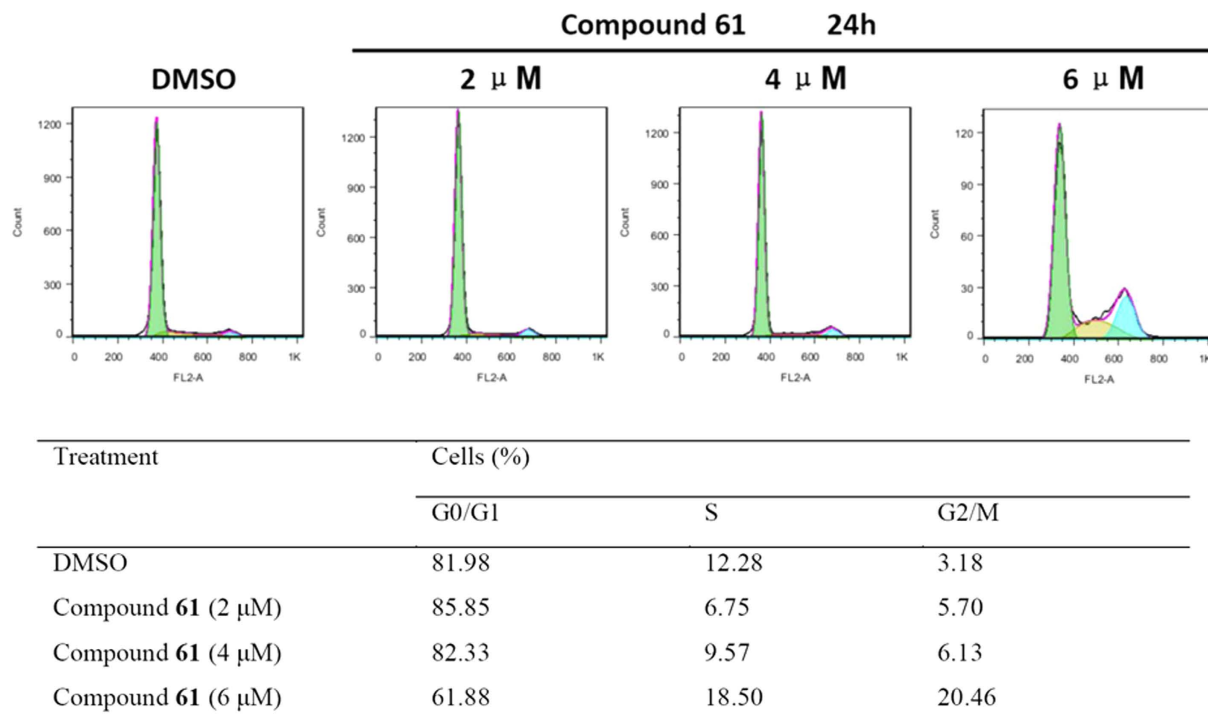 Compound 61 24h
DMSO 2 μM 4 μM 6 μM
1200 1200 1200 120
900 900 900 90
600 600 600 60
300 300 300 30
0 0 0 0
Count Count Count Count
0 200 400 600 800 1K 0 200 400 600 800 1K 0 200 400 600 800 1K 0 200 400 600 800
FL2-A FL2-A FL2-A FL2-A
Treatment Cells (%)
G0/G1 S G2/M
DMSO 81.98 12.28 3.18
Compound 61 (2 μM) 85.85 6.75 5.70
Compound 61 (4 μM) 82.33 9.57 6.13
Compound 61 (6 μM) 61.88 18.50 20.46